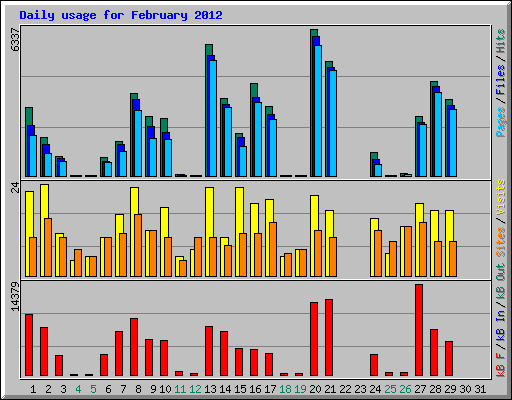 Daily usage for February 2012
6337
Pages / Files / Hits
24
Sites / Visits
14379
kB F / kB In / kB Out
1 2 3 4 5 6 7 8 9 10 11 12 13 14 15 16 17 18 19 20 21 22 23 24 25 26 27 28 29 30 31